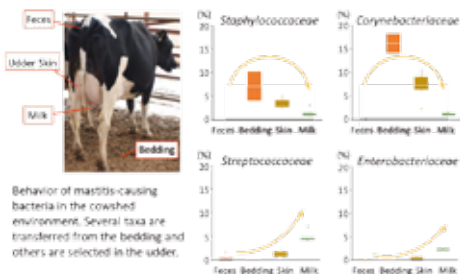 Feces
Udder Skin
Milk
Bedding
Behavior of mastitis-causing
bacteria in the cowshed
environment. Several taxa are
transferred from the bedding and
others are selected in the udder.
[%] Staphylococcaceae
20
15
10
5
0
Feces Bedding Skin Milk
[%] Corynebacteriaceae
20
15
10
5
0
Feces Bedding Skin Milk
[%] Streptococcaceae
20
15
10
5
0
Feces Bedding Skin Milk
[%] Enterobacteriaceae
20
15
10
5
0
Feces Bedding Skin Milk